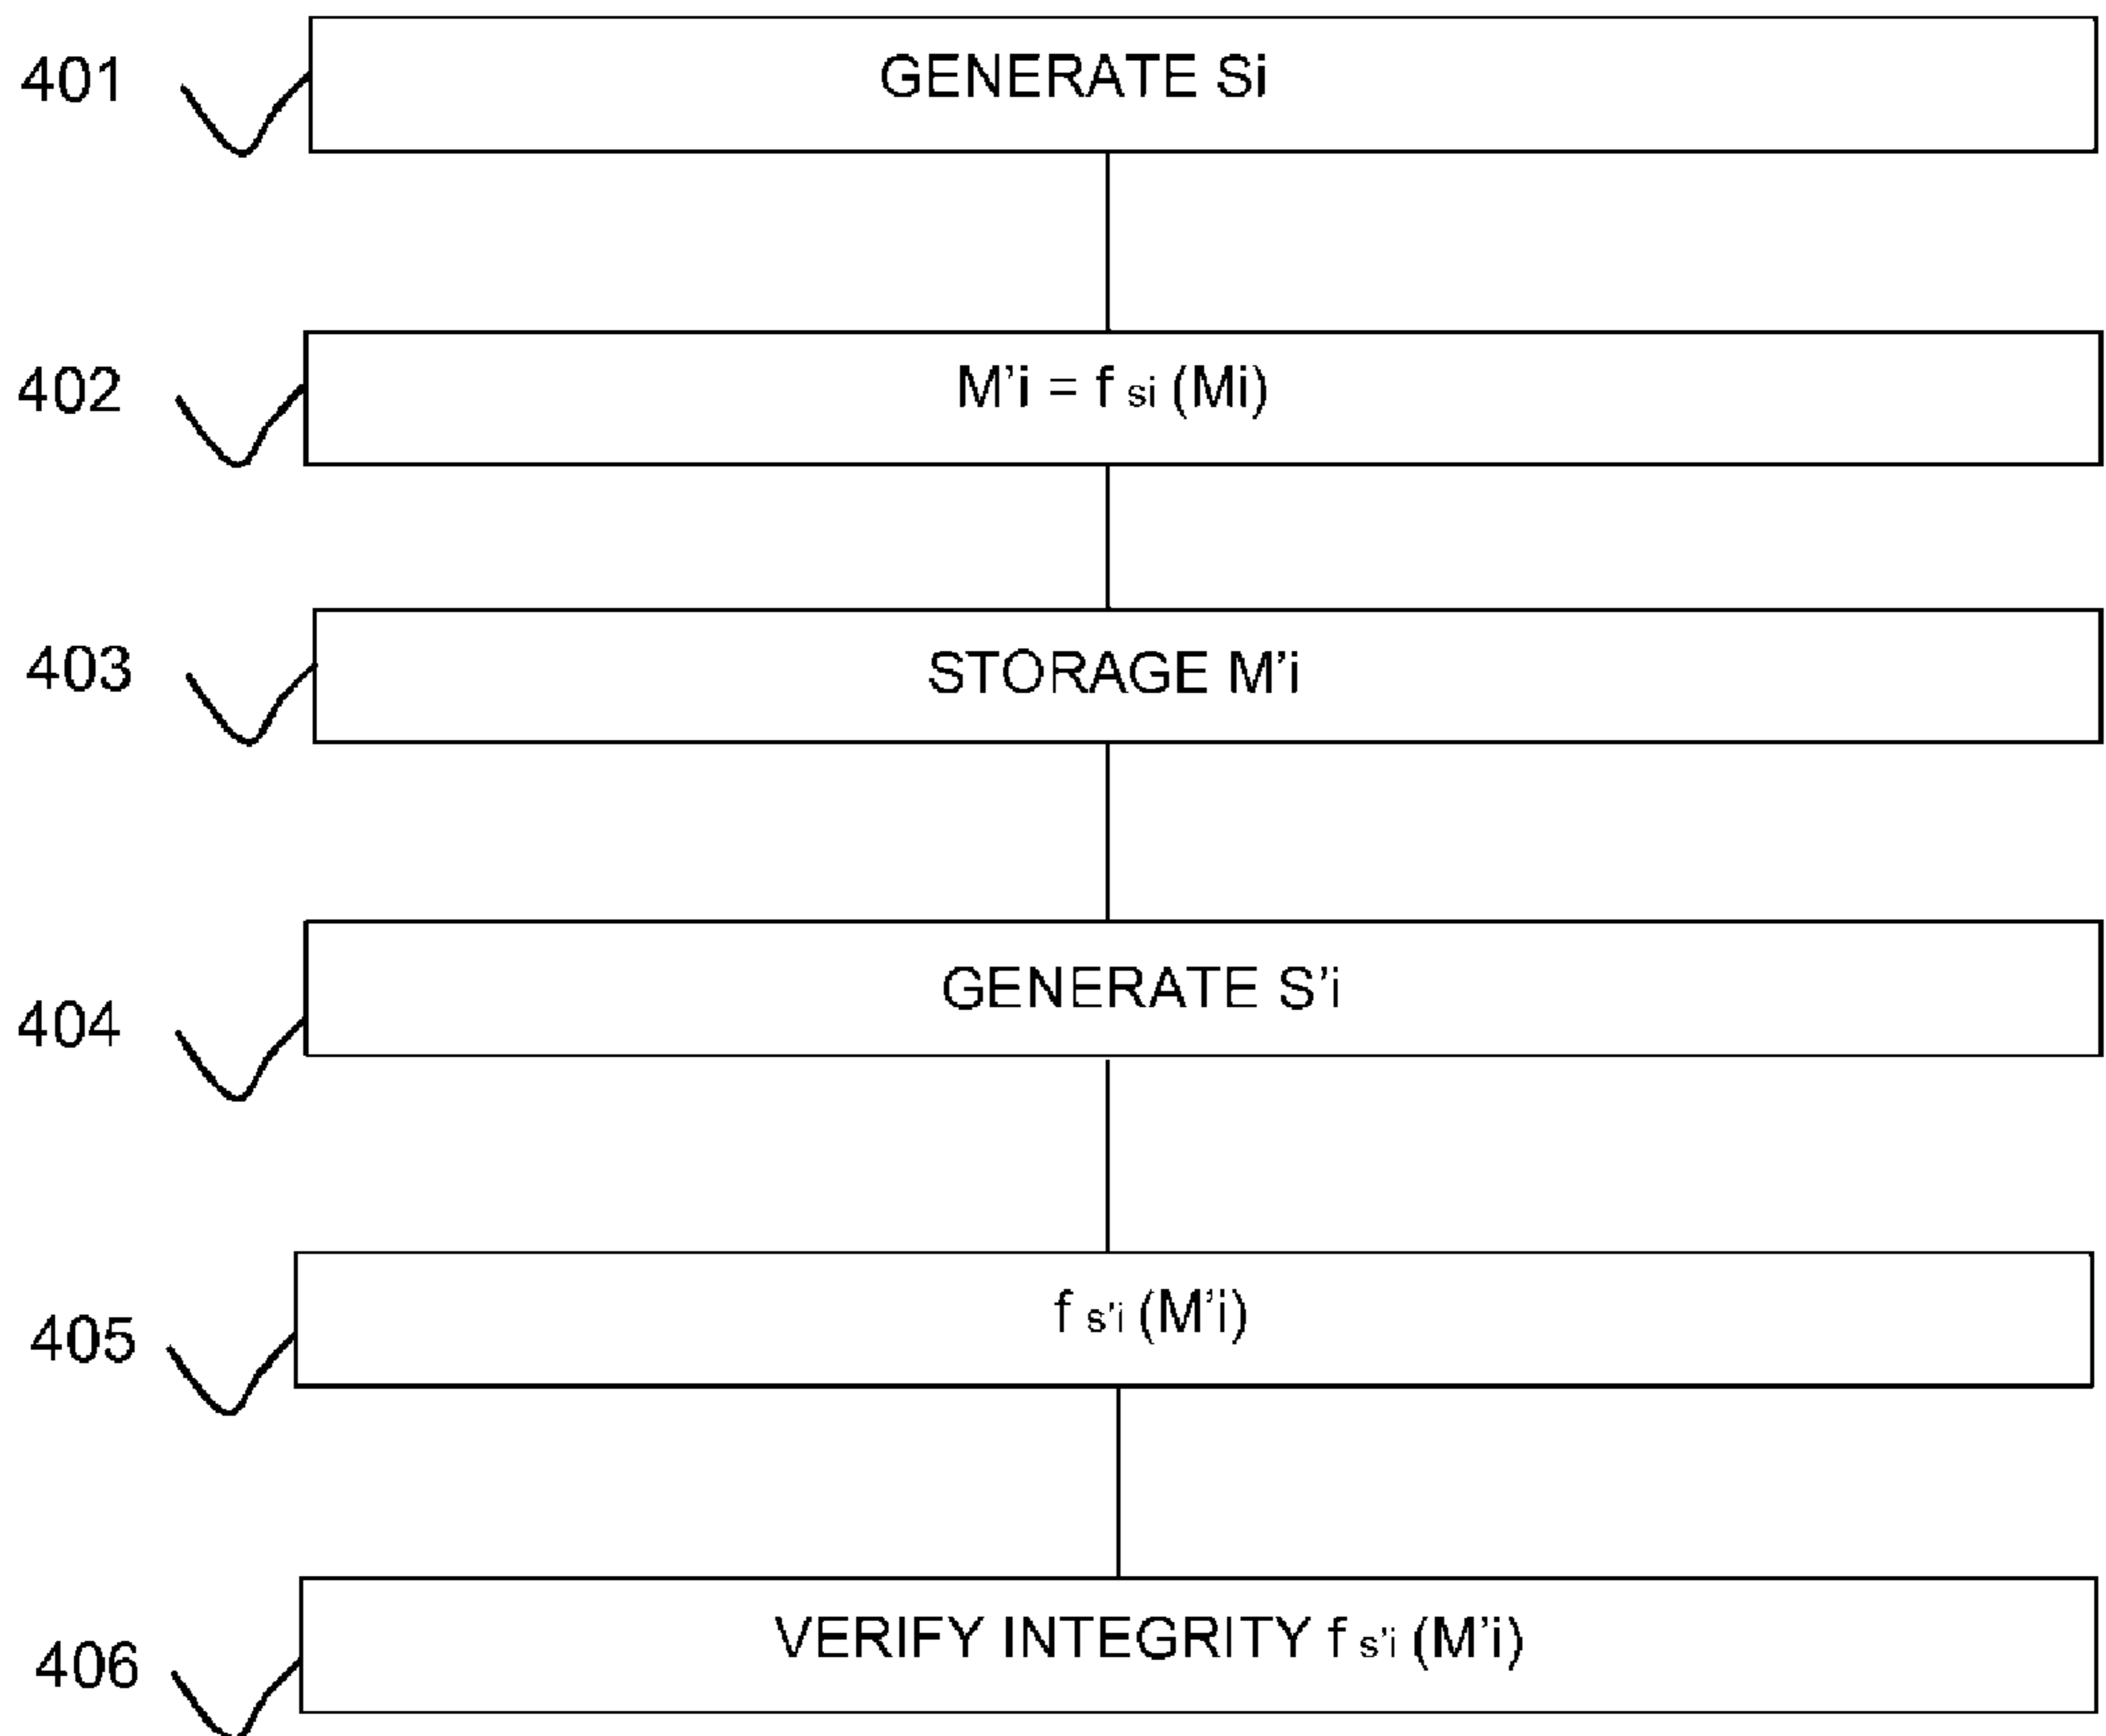 401 GENERATE Si
402 M'i = f si (Mi)
403 STORAGE M'i
404 GENERATE S'i
405 f s'i (M'i)
406 VERIFY INTEGRITY f s'i (M'i)